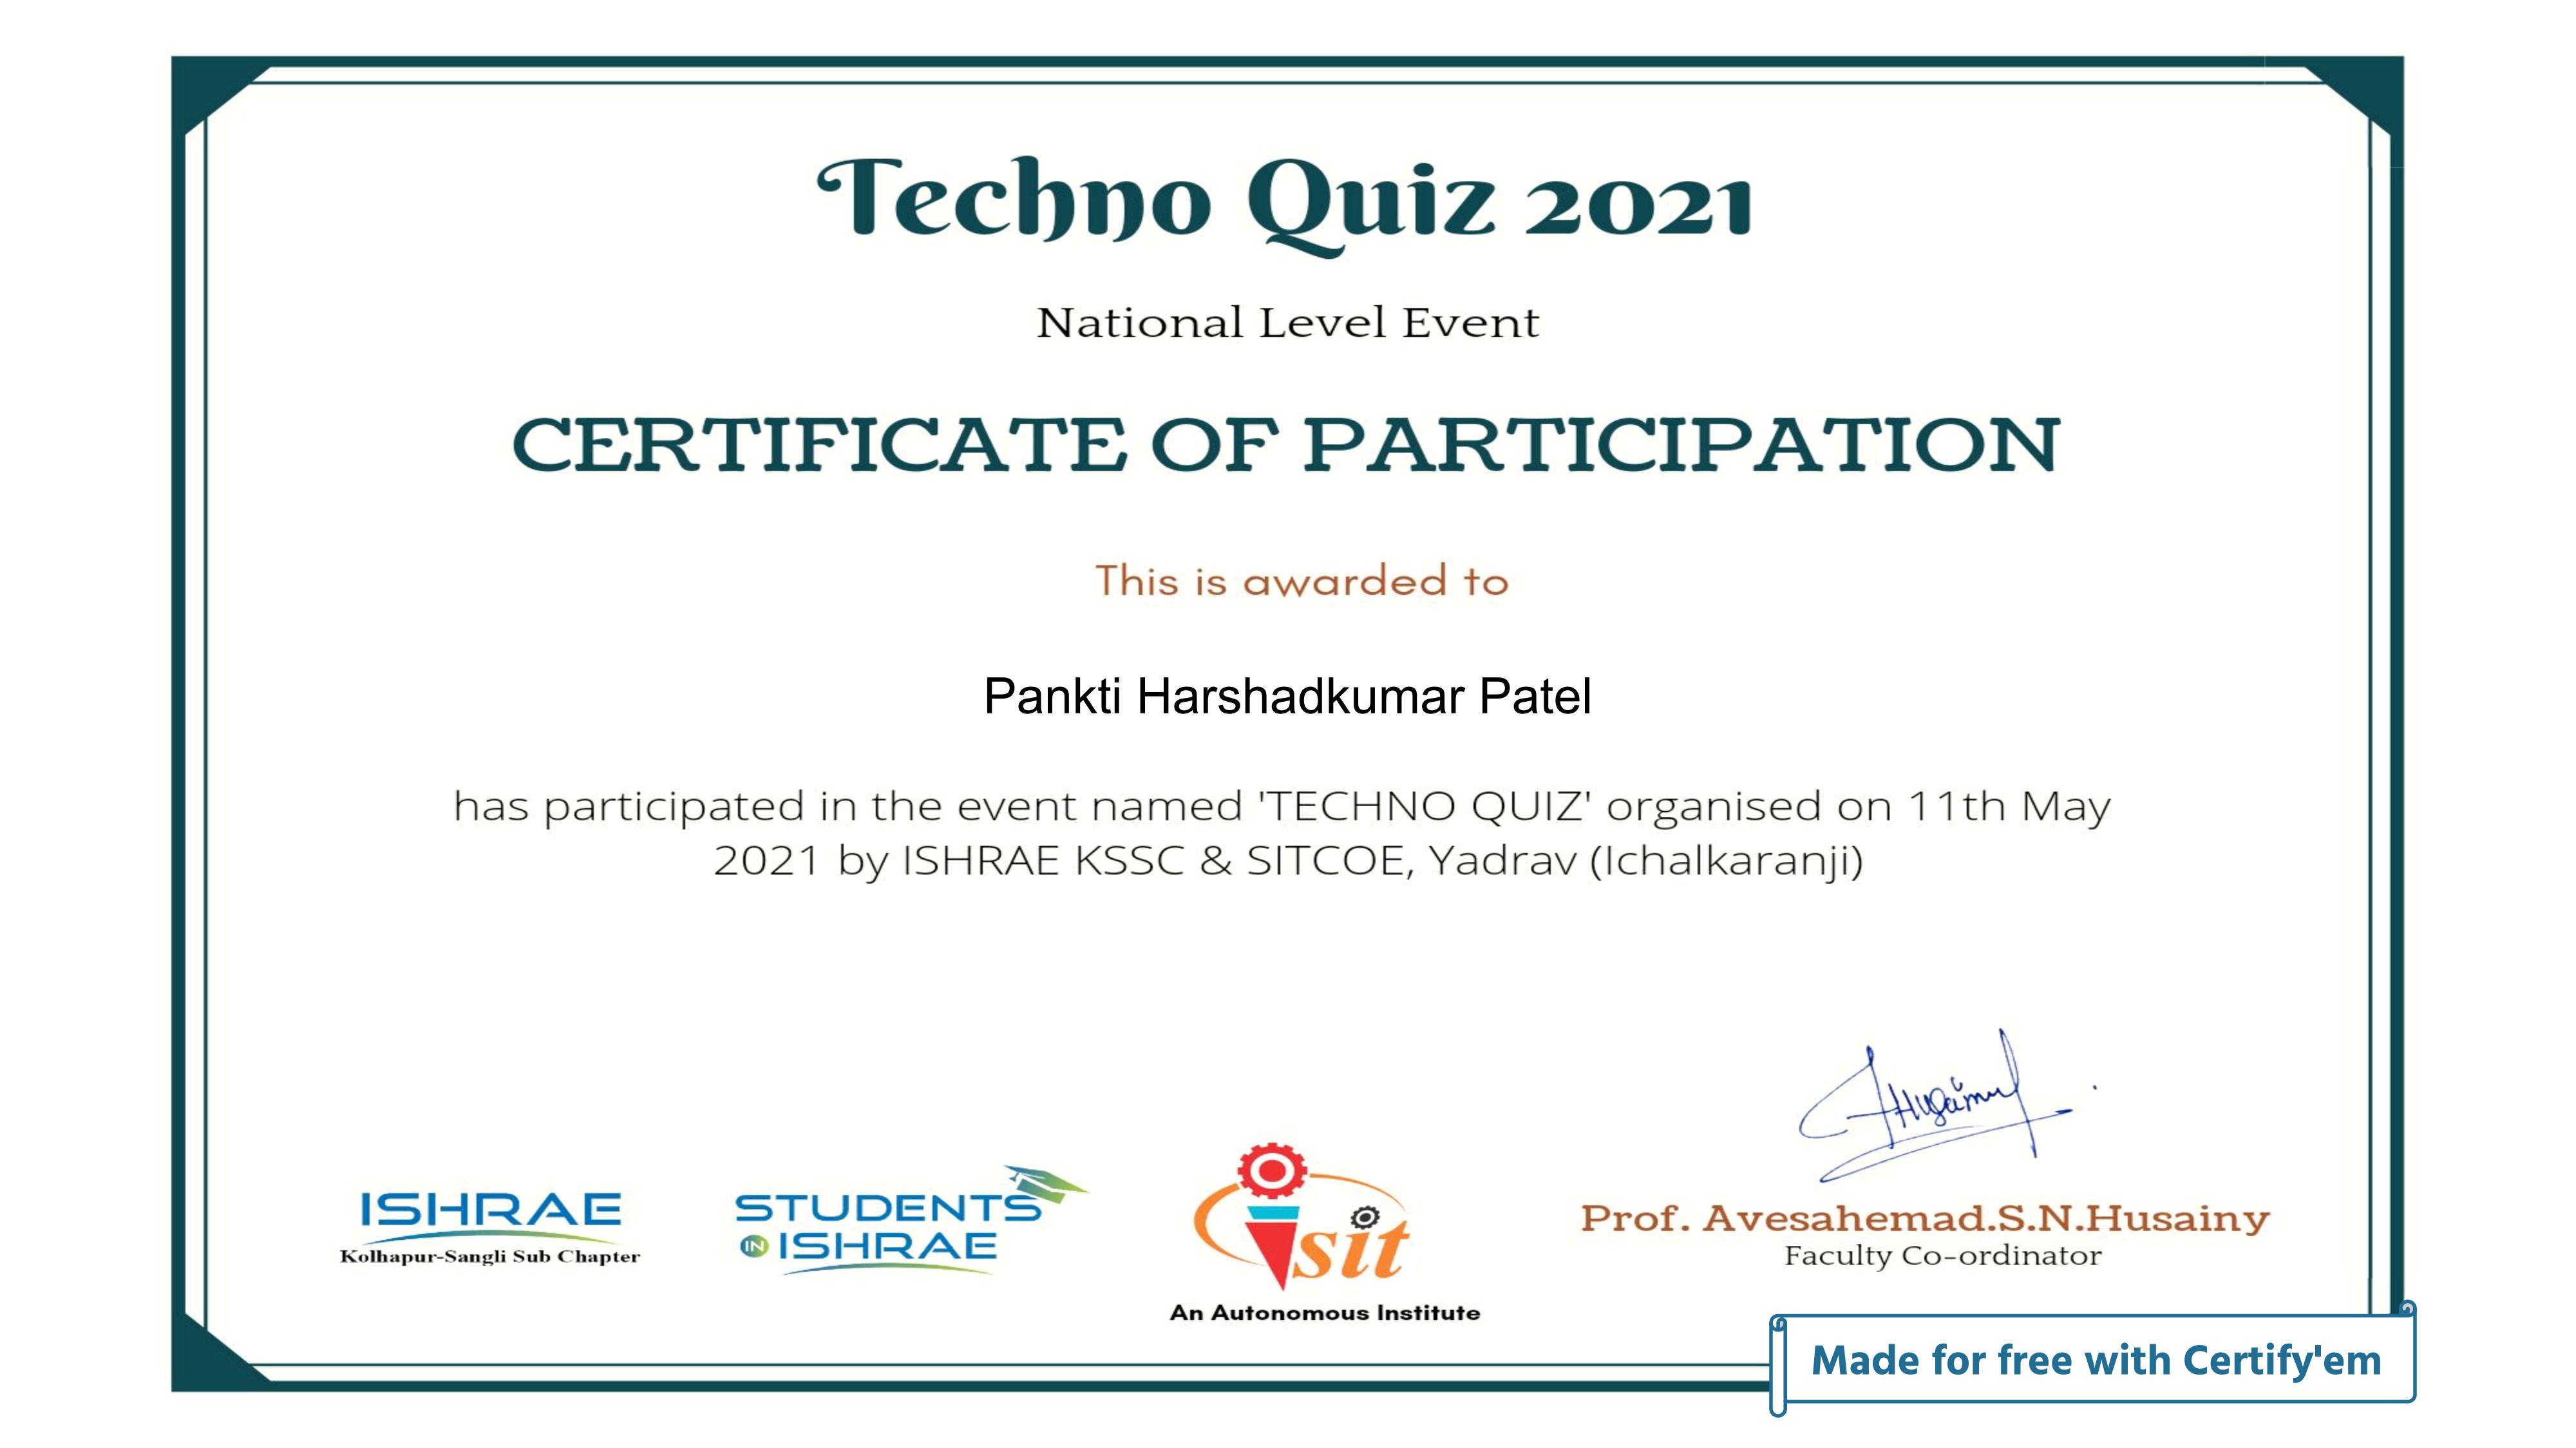 Techno Quiz 2021
National Level Event
CERTIFICATE OF PARTICIPATION
This is awarded to
Pankti Harshadkumar Patel
has participated in the event named 'TECHNO QUIZ' organised on 11th May
2021 by ISHRAE KSSC & SITCOE, Yadrav (Ichalkaranji)
ISHRAE
Kolhapur-Sangli Sub Chapter
STUDENTS
IN ISHRAE
sit
An Autonomous Institute
Prof. Avesahemad.S.N.Husainy
Faculty Co-ordinator
Made for free with Certify'em